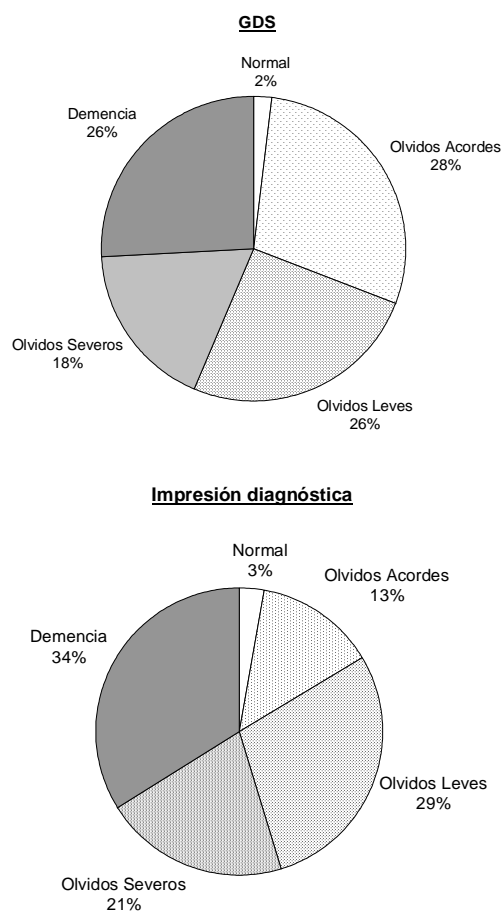 GDS
Normal
2%
Demencia
26%
Olvidos Acordes
28%
Olvidos Severos
18%
Olvidos Leves
26%
Impresión diagnóstica
Normal
3%
Olvidos Acordes
13%
Demencia
34%
Olvidos Leves
29%
Olvidos Severos
21%